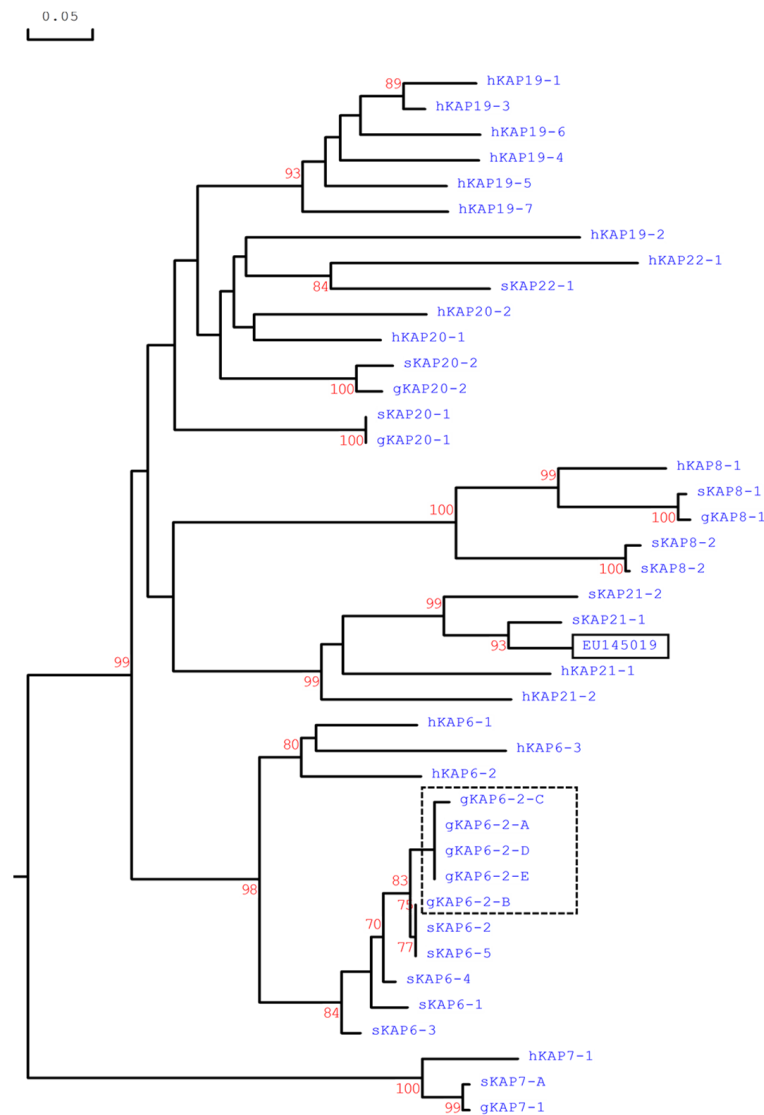 0.05
89
hKAP19-1
hKAP19-3
hKAP19-6
hKAP19-4
93
hKAP19-5
hKAP19-7
hKAP19-2
hKAP22-1
84
sKAP22-1
hKAP20-2
hKAP20-1
sKAP20-2
100
gKAP20-2
sKAP20-1
100
gKAP20-1
hKAP8-1
99
sKAP8-1
100
100
gKAP8-1
sKAP8-2
100
sKAP8-2
sKAP21-2
99
sKAP21-1
93
EU145019
99
hKAP21-1
99
hKAP21-2
hKAP6-1
80
hKAP6-3
hKAP6-2
gKAP6-2-C
gKAP6-2-A
gKAP6-2-D
gKAP6-2-E
83
98
75
gKAP6-2-B
70
sKAP6-2
77
sKAP6-5
sKAP6-4
sKAP6-1
84
sKAP6-3
hKAP7-1
100
sKAP7-A
99
gKAP7-1